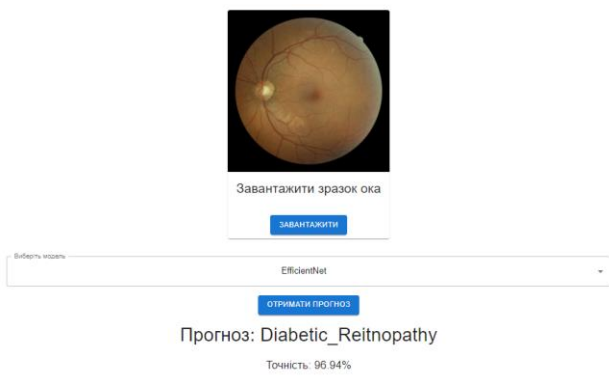 Завантажити зразок ока
ЗАВАНТАЖИТИ
Виберіть модель
EfficientNet
ОТРИМАТИ ПРОГНОЗ
Прогноз: Diabetic_Reitnopathy
Точність: 96.94%